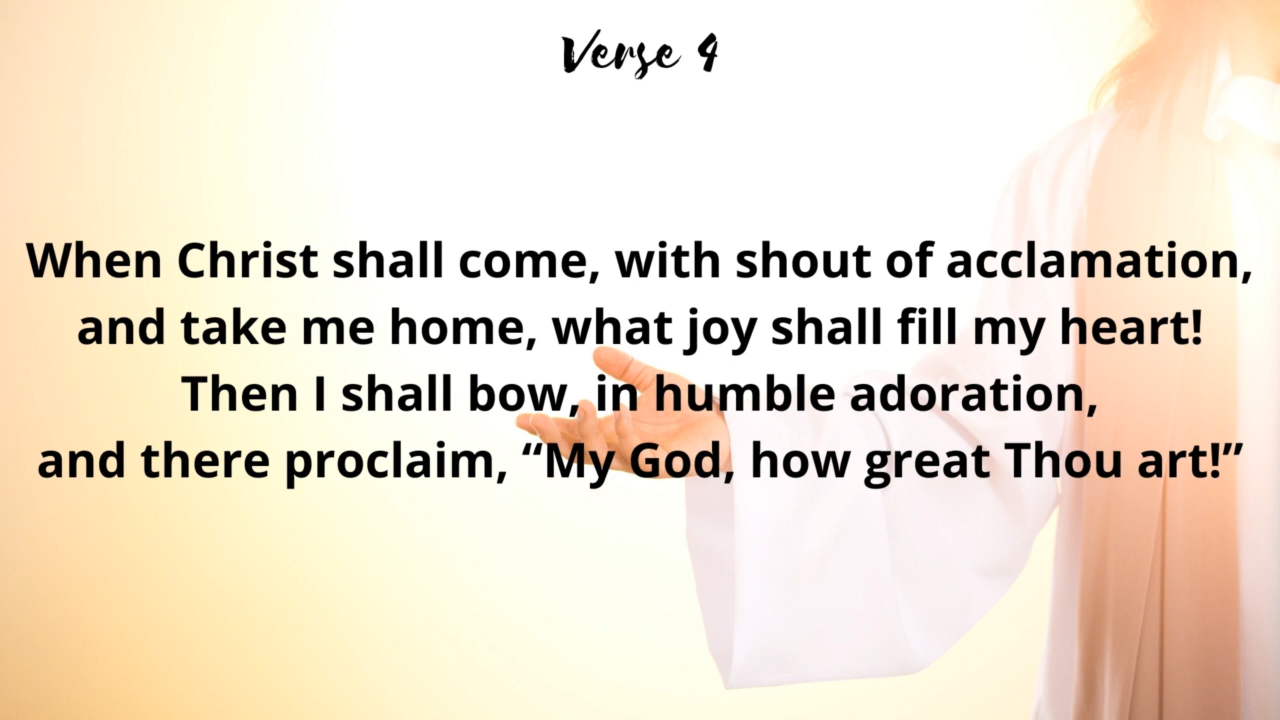 Verse 4
When Christ shall come, with shout of acclamation,
and take me home, what joy shall fill my heart!
Then I shall bow, in humble adoration,
and there proclaim, “My God, how great Thou art!”